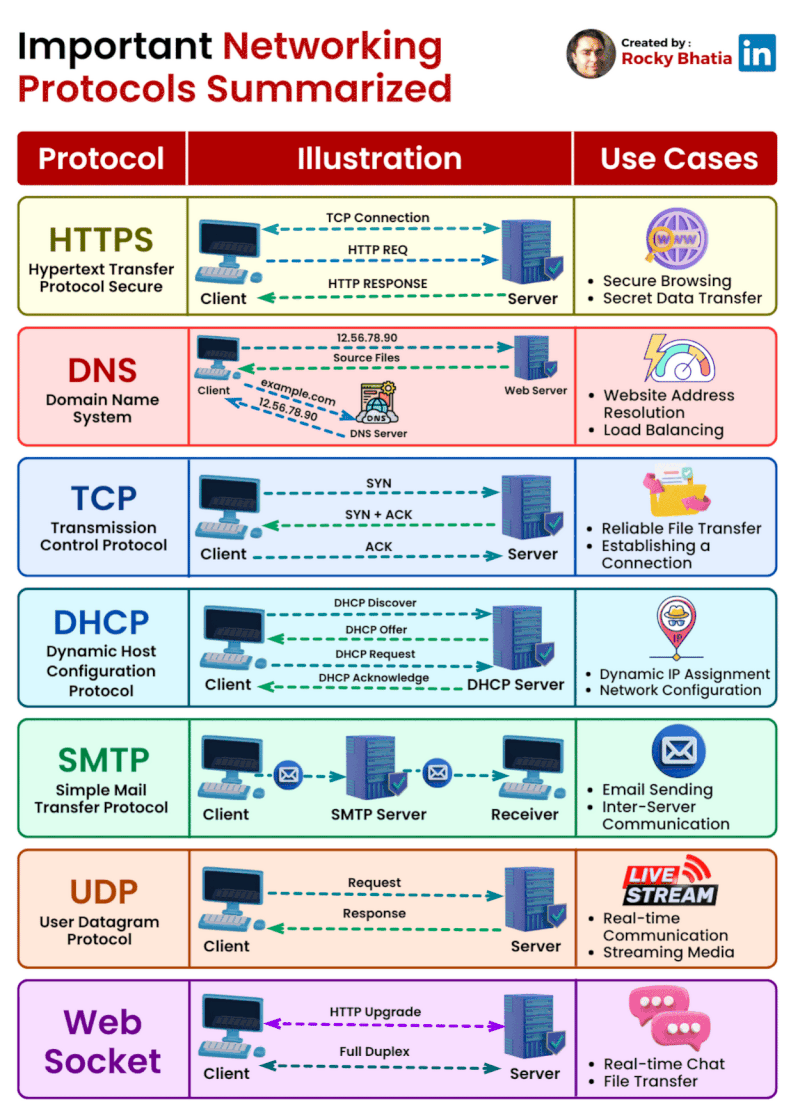 Important Networking
Protocols Summarized
Created by :
Rocky Bhatia
in
Protocol
Illustration
Use Cases
HTTPS
Hypertext Transfer
Protocol Secure
TCP Connection
HTTP REQ
HTTP RESPONSE
Client
Server
www
• Secure Browsing
• Secret Data Transfer
DNS
Domain Name
System
12.56.78.90
Source Files
Client
Web Server
example.com
12.56.78.90
DNS
DNS Server
• Website Address
Resolution
• Load Balancing
TCP
Transmission
Control Protocol
SYN
SYN + ACK
ACK
Client
Server
• Reliable File Transfer
• Establishing a
Connection
DHCP
Dynamic Host
Configuration
Protocol
DHCP Discover
DHCP Offer
DHCP Request
DHCP Acknowledge
Client
DHCP Server
IP
• Dynamic IP Assignment
• Network Configuration
SMTP
Simple Mail
Transfer Protocol
Client
SMTP Server
Receiver
• Email Sending
• Inter-Server
Communication
UDP
User Datagram
Protocol
Request
Response
Client
Server
LIVE
STREAM
• Real-time
Communication
• Streaming Media
Web
Socket
HTTP Upgrade
Full Duplex
Client
Server
• Real-time Chat
• File Transfer